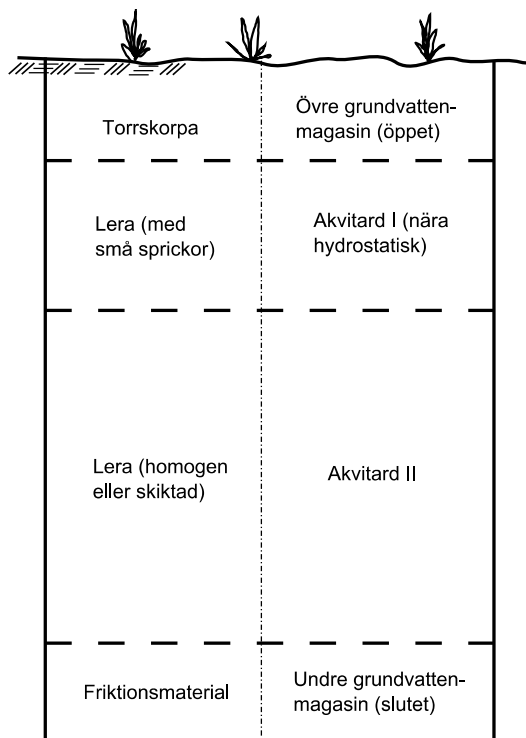 Torrskorpa
Övre grundvatten-
magasin (öppet)
Lera (med
små sprickor)
Akvitard I (nära
hydrostatisk)
Lera (homogen
eller skiktad)
Akvitard II
Friktionsmaterial
Undre grundvatten-
magasin (slutet)